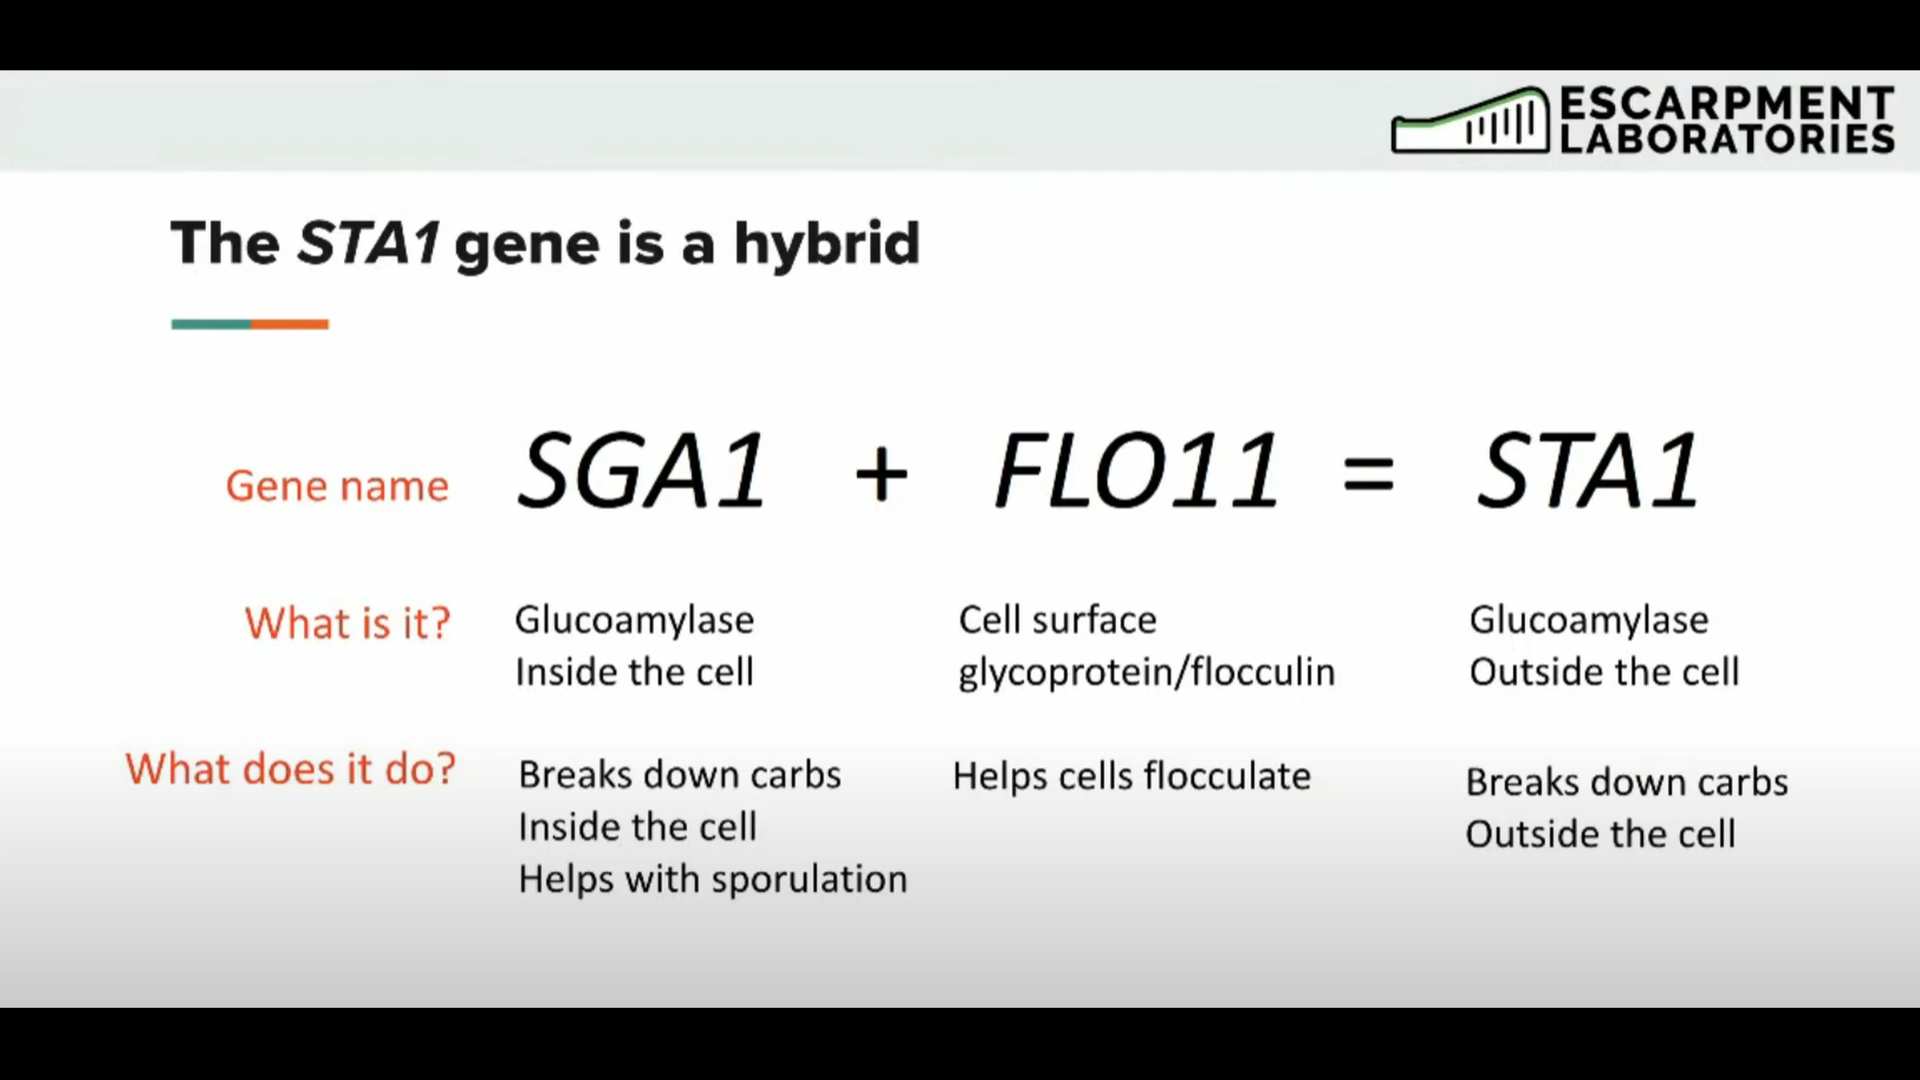 ESCARPMENT
LABORATORIES
The STA1 gene is a hybrid
Gene name
SGA1 + FLO11 = STA1
What is it?
Glucoamylase
Inside the cell
Cell surface
glycoprotein/flocculin
Glucoamylase
Outside the cell
What does it do?
Breaks down carbs
Inside the cell
Helps with sporulation
Helps cells flocculate
Breaks down carbs
Outside the cell